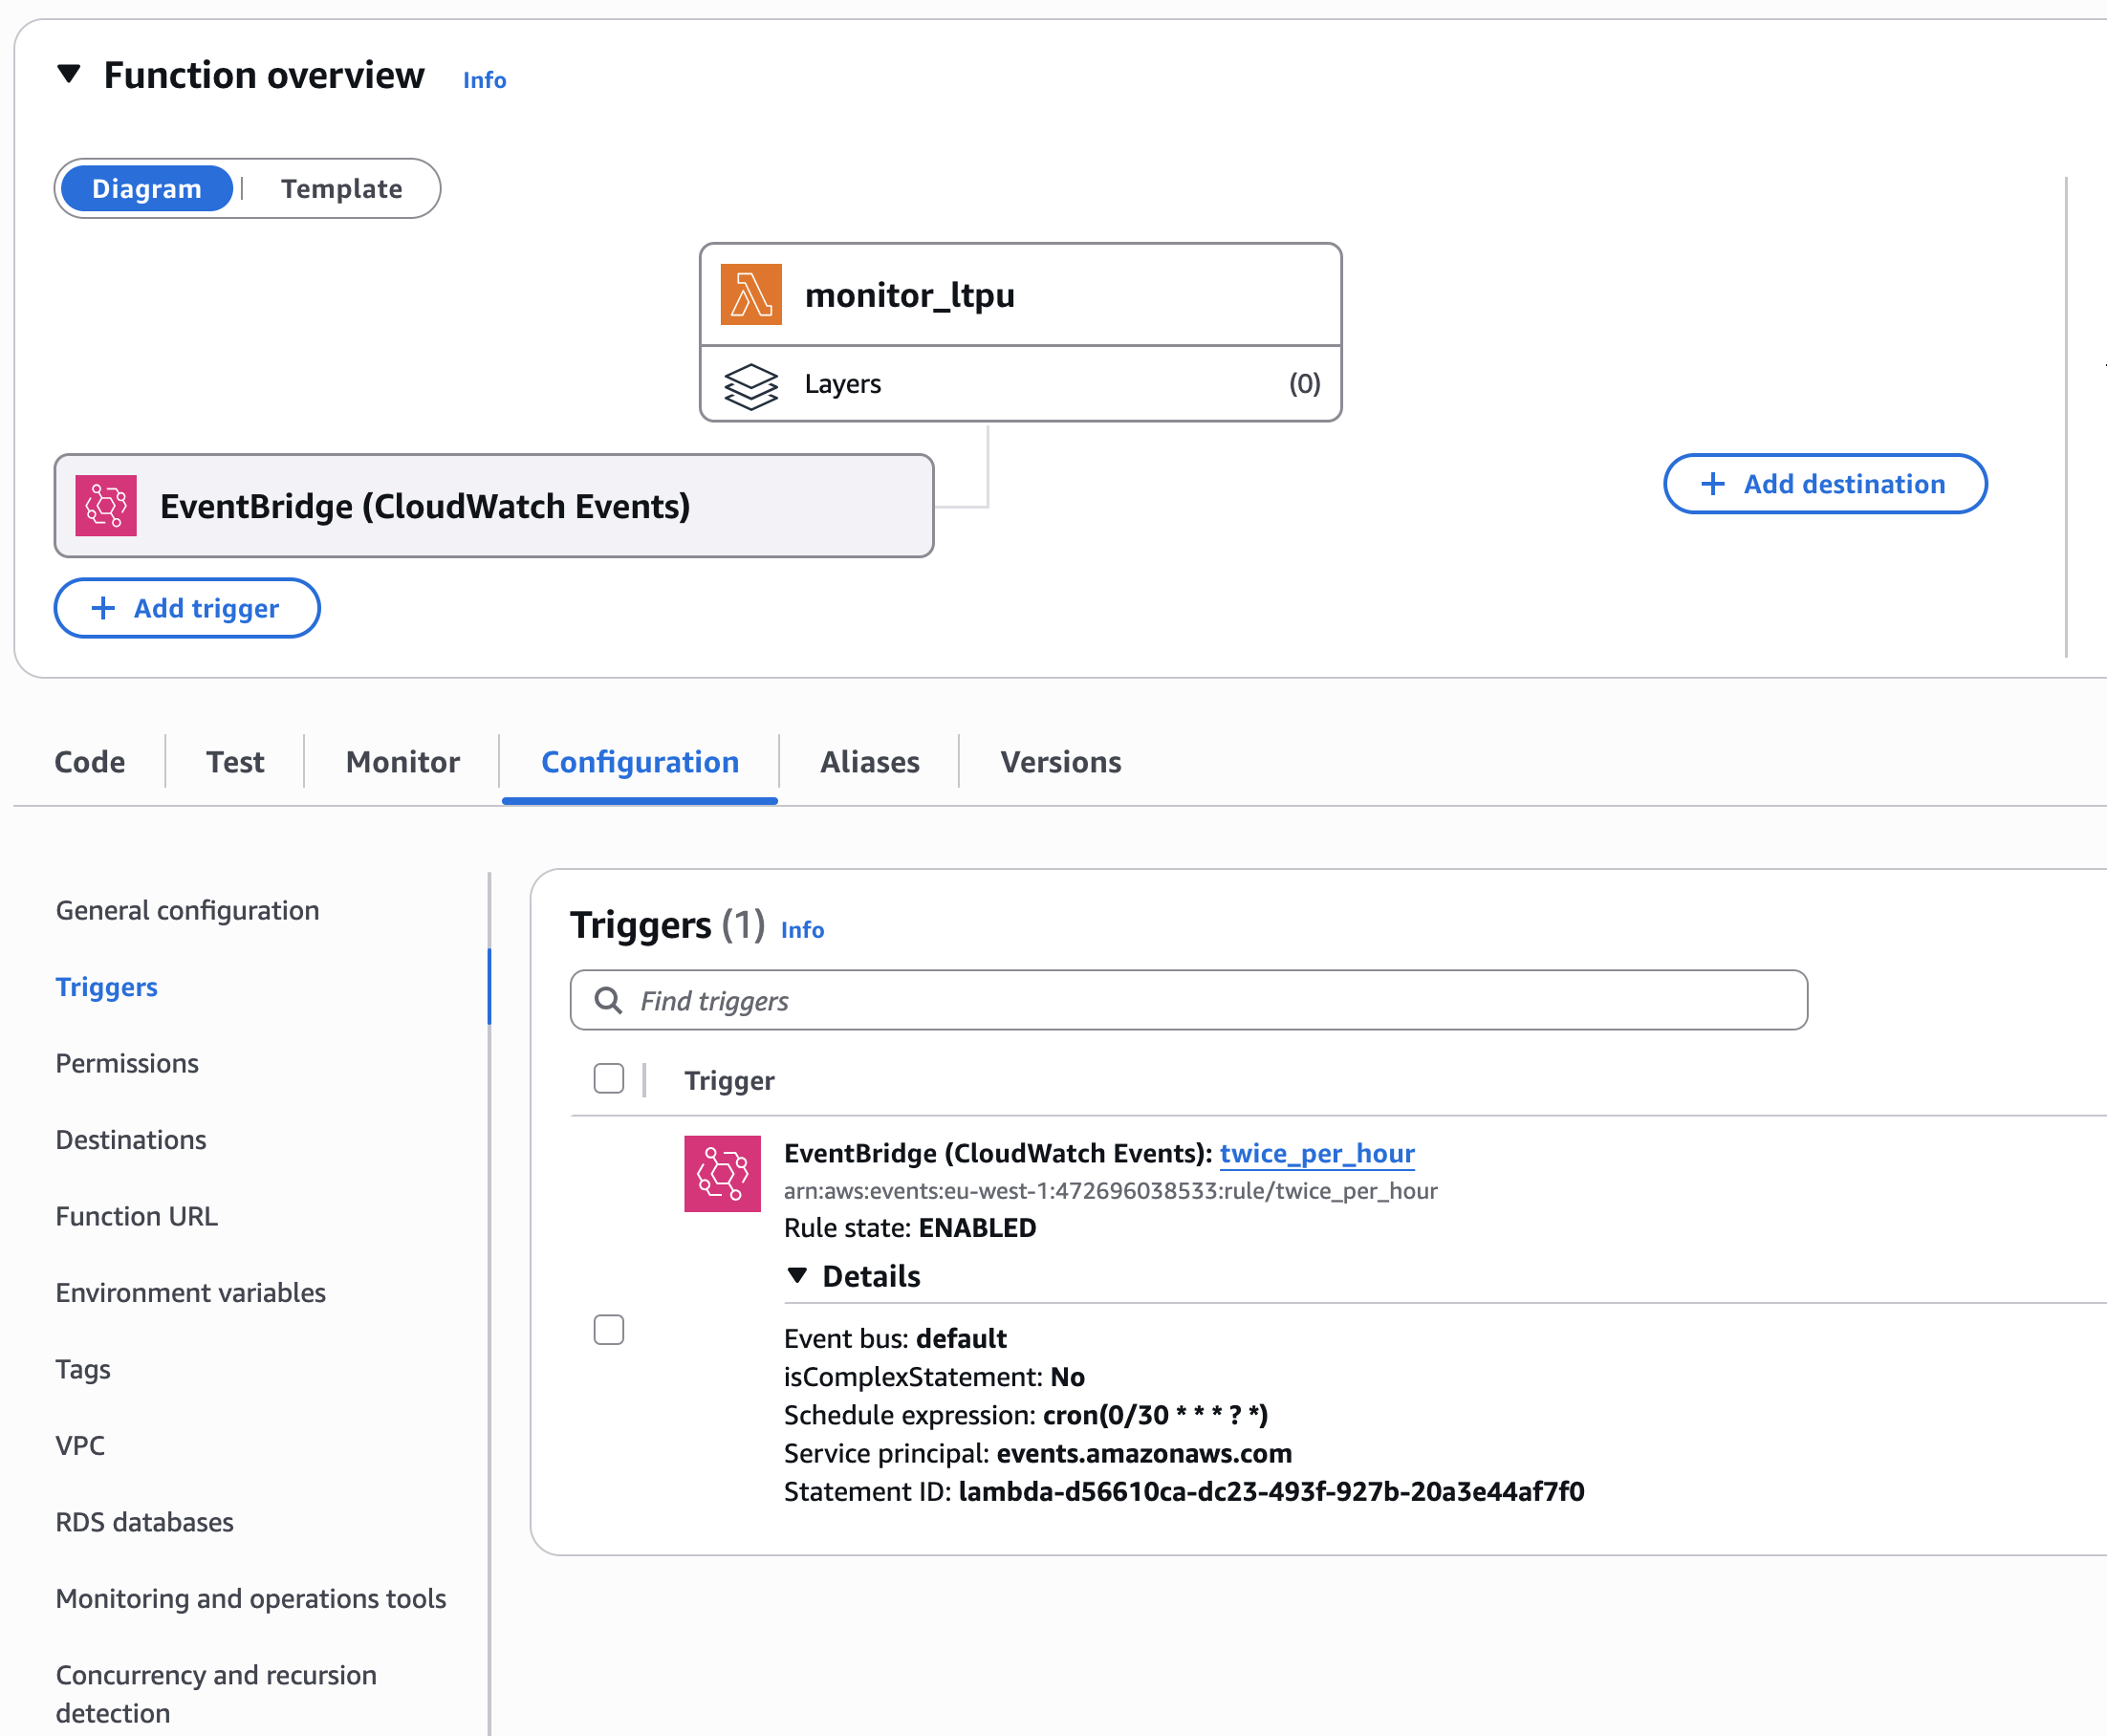 Function overview Info
Diagram Template
monitor_ltpu
Layers (0)
EventBridge (CloudWatch Events)
Add destination
Add trigger
Code Test Monitor Configuration Aliases Versions
General configuration
Triggers
Permissions
Destinations
Function URL
Environment variables
Tags
VPC
RDS databases
Monitoring and operations tools
Concurrency and recursion
detection
Triggers (1) Info
Find triggers
Trigger
EventBridge (CloudWatch Events): twice_per_hour
arn:aws:events:eu-west-1:472696038533:rule/twice_per_hour
Rule state: ENABLED
Details
Event bus: default
isComplexStatement: No
Schedule expression: cron(0/30 * * * ? *)
Service principal: events.amazonaws.com
Statement ID: lambda-d56610ca-dc23-493f-927b-20a3e44af7f0